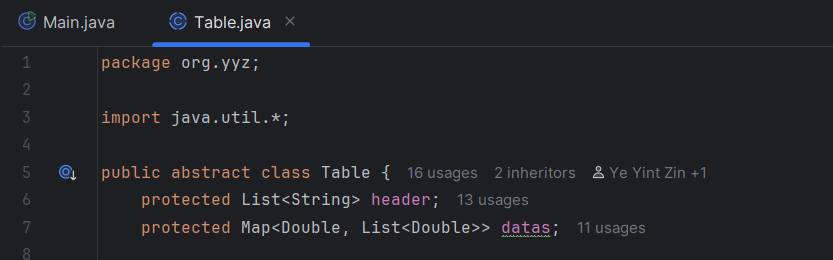 Main.java Table.java
1 package org.yyz;
2
3 import java.util.*;
4
5 public abstract class Table { 16 usages 2 inheritors Ye Yint Zin +1
6 protected List<String> header; 13 usages
7 protected Map<Double, List<Double>> datas; 11 usages
8